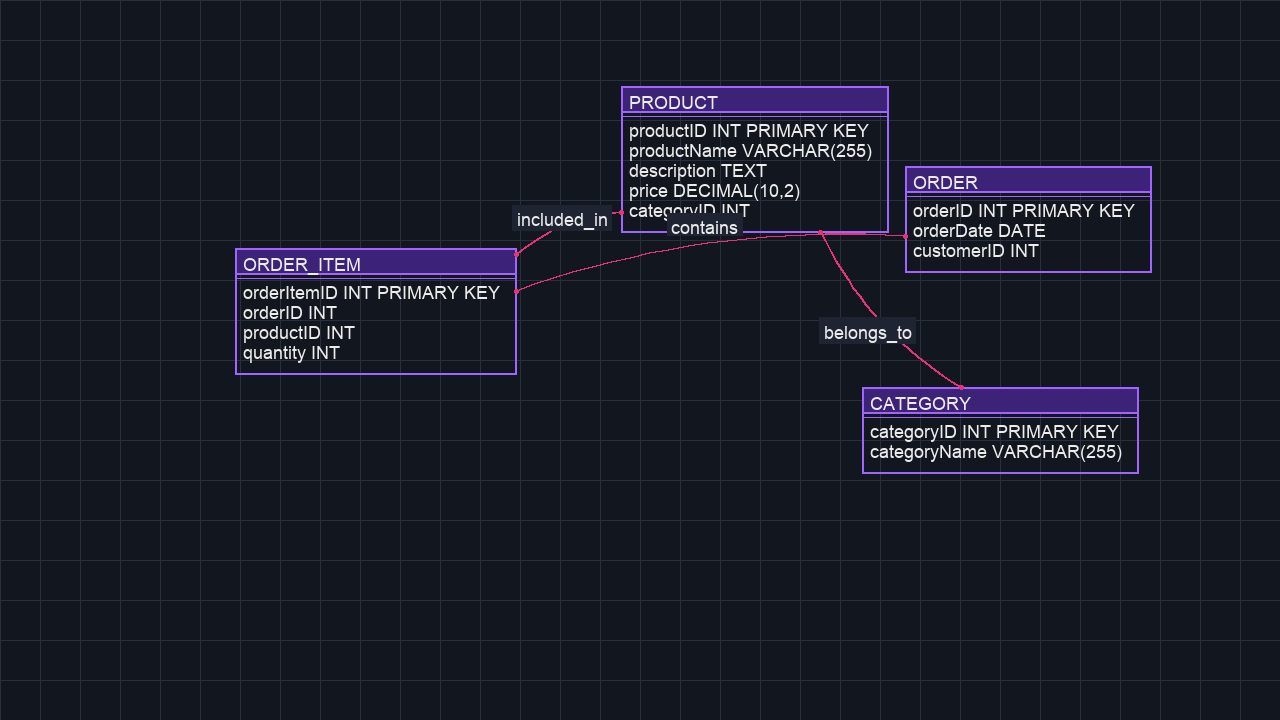 PRODUCT
productID INT PRIMARY KEY
productName VARCHAR(255)
description TEXT
price DECIMAL(10,2)
categoryID INT
ORDER
orderID INT PRIMARY KEY
orderDate DATE
customerID INT
included_in
contains
ORDER_ITEM
orderItemID INT PRIMARY KEY
orderID INT
productID INT
quantity INT
belongs_to
CATEGORY
categoryID INT PRIMARY KEY
categoryName VARCHAR(255)